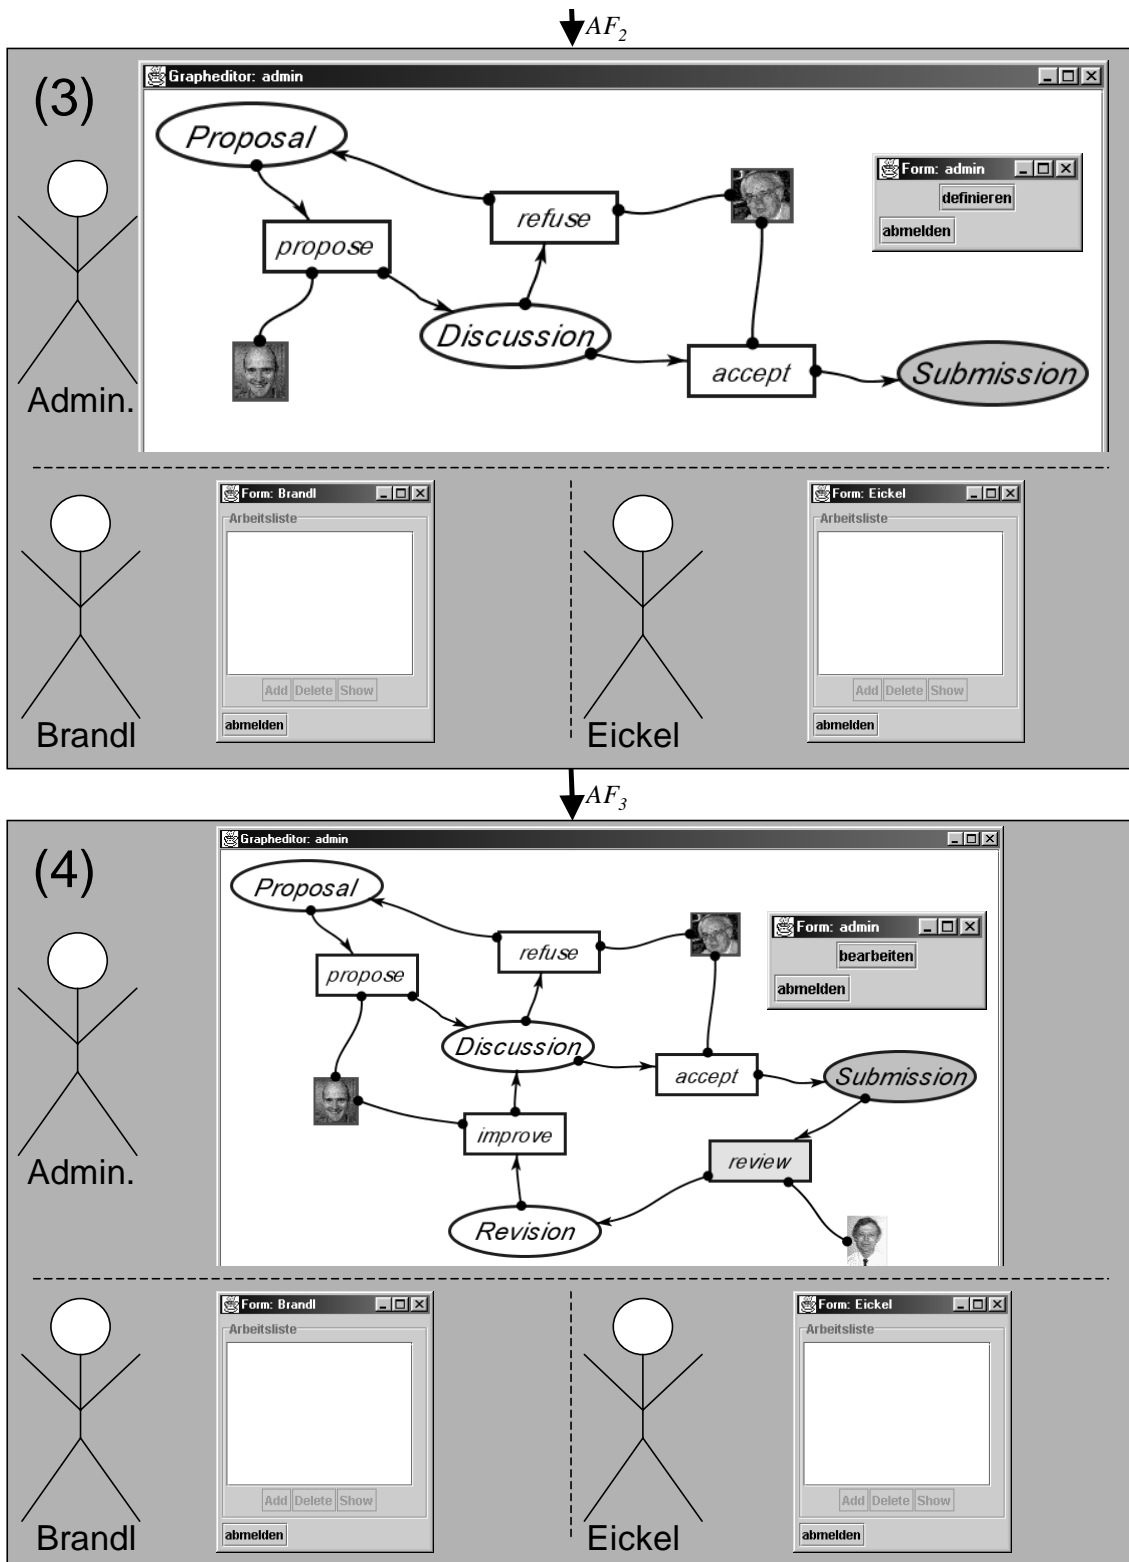 AF2
(3)
Grapheditor: admin
Proposal
refuse
propose
Discussion
accept
Submission
Form: admin
definieren
abmelden
Admin.
Form: Brandl
Arbeitsliste
Add Delete Show
abmelden
Brandl
Form: Eickel
Arbeitsliste
Add Delete Show
abmelden
Eickel
AF3
(4)
Grapheditor: admin
Proposal
refuse
propose
Discussion
accept
Submission
improve
review
Revision
Form: admin
bearbeiten
abmelden
Admin.
Form: Brandl
Arbeitsliste
Add Delete Show
abmelden
Brandl
Form: Eickel
Arbeitsliste
Add Delete Show
abmelden
Eickel